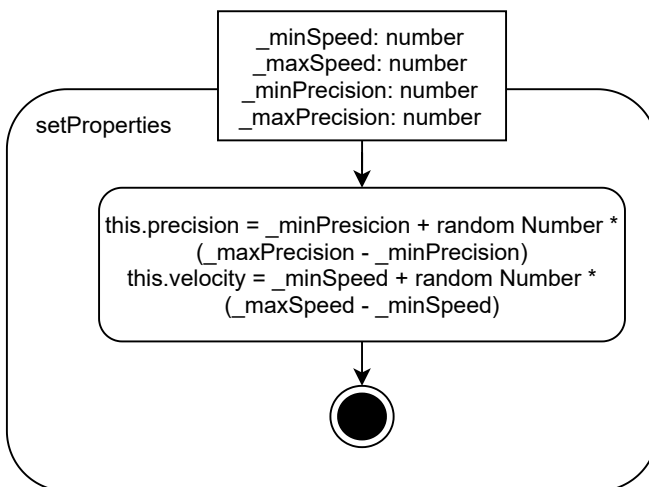 _minSpeed: number
_maxSpeed: number
_minPrecision: number
_maxPrecision: number
setProperties
this.precision = _minPresicion + random Number *
(_maxPrecision - _minPrecision)
this.velocity = _minSpeed + random Number *
(_maxSpeed - _minSpeed)